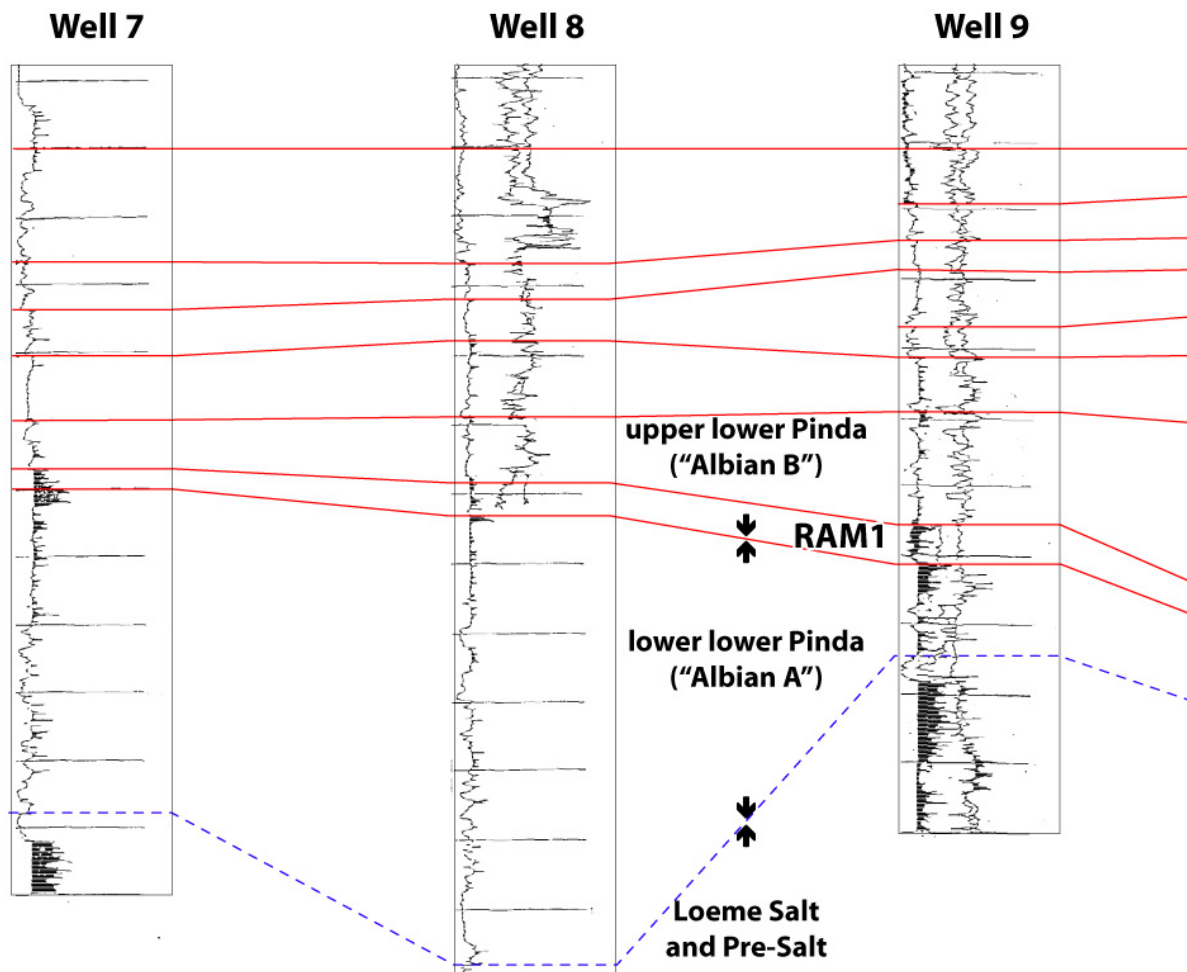 Well 7
Well 8
Well 9
upper lower Pinda
(“Albian B”)
RAM1
lower lower Pinda
(“Albian A”)
Loeme Salt
and Pre-Salt